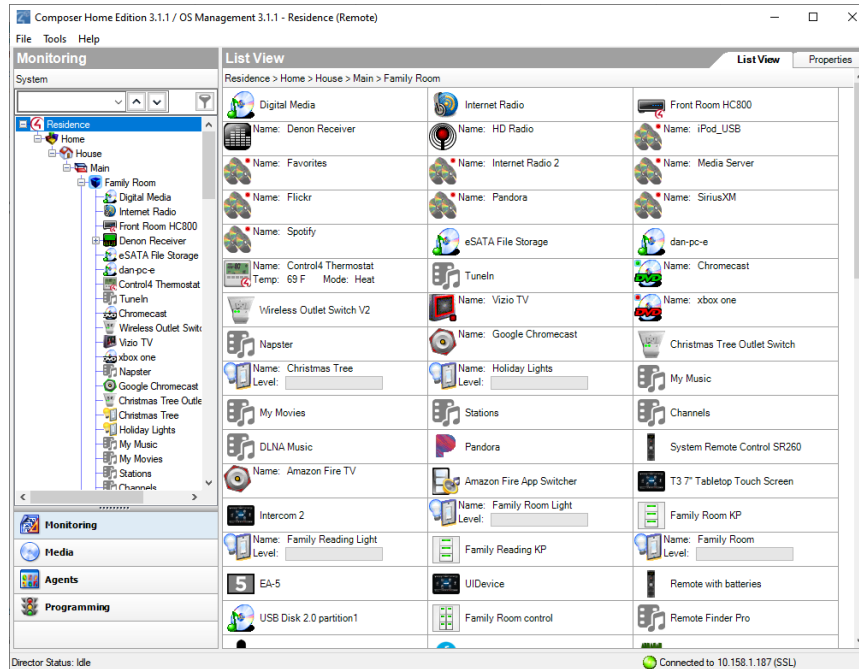 Composer Home Edition 3.1.1 / OS Management 3.1.1 - Residence (Remote)
File Tools Help
Monitoring
System
Residence
Home
House
Main
Family Room
Digital Media
Internet Radio
Front Room HC800
Denon Receiver
eSATA File Storage
dan-pc-e
Control4 Thermostat
TuneIn
Chromecast
Wireless Outlet Switc
Vizio TV
xbox one
Napster
Google Chromecast
Christmas Tree Outle
Christmas Tree
Holiday Lights
My Music
My Movies
Stations
Channels
Monitoring
Media
Agents
Programming
List View
List View Properties
Residence > Home > House > Main > Family Room
Digital Media Internet Radio Front Room HC800
Name: Denon Receiver Name: HD Radio Name: iPod_USB
Name: Favorites Name: Internet Radio 2 Name: Media Server
Name: Flickr Name: Pandora Name: SiriusXM
Name: Spotify eSATA File Storage dan-pc-e
Name: Control4 Thermostat TuneIn Name: Chromecast
Temp: 69 F Mode: Heat
Wireless Outlet Switch V2 Name: Vizio TV Name: xbox one
Napster Name: Google Chromecast Christmas Tree Outlet Switch
Name: Christmas Tree Name: Holiday Lights My Music
Level: Level:
My Movies Stations Channels
DLNA Music Pandora System Remote Control SR260
Name: Amazon Fire TV Amazon Fire App Switcher T3 7" Tabletop Touch Screen
Intercom 2 Name: Family Room Light Family Room KP
Level:
Name: Family Reading Light Family Reading KP Name: Family Room
Level: Level:
5 EA-5 UIDevice Remote with batteries
USB Disk 2.0 partition1 Family Room control Remote Finder Pro
Director Status: Idle Connected to 10.158.1.187 (SSL)